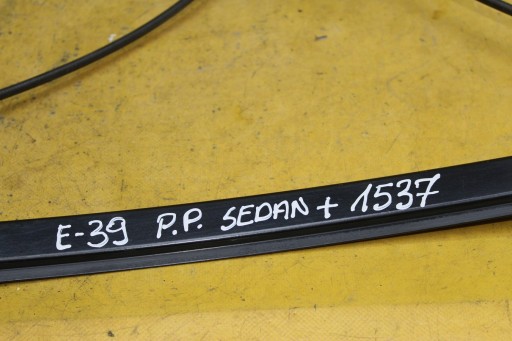 E-39 P.P. SEDAN + 1537